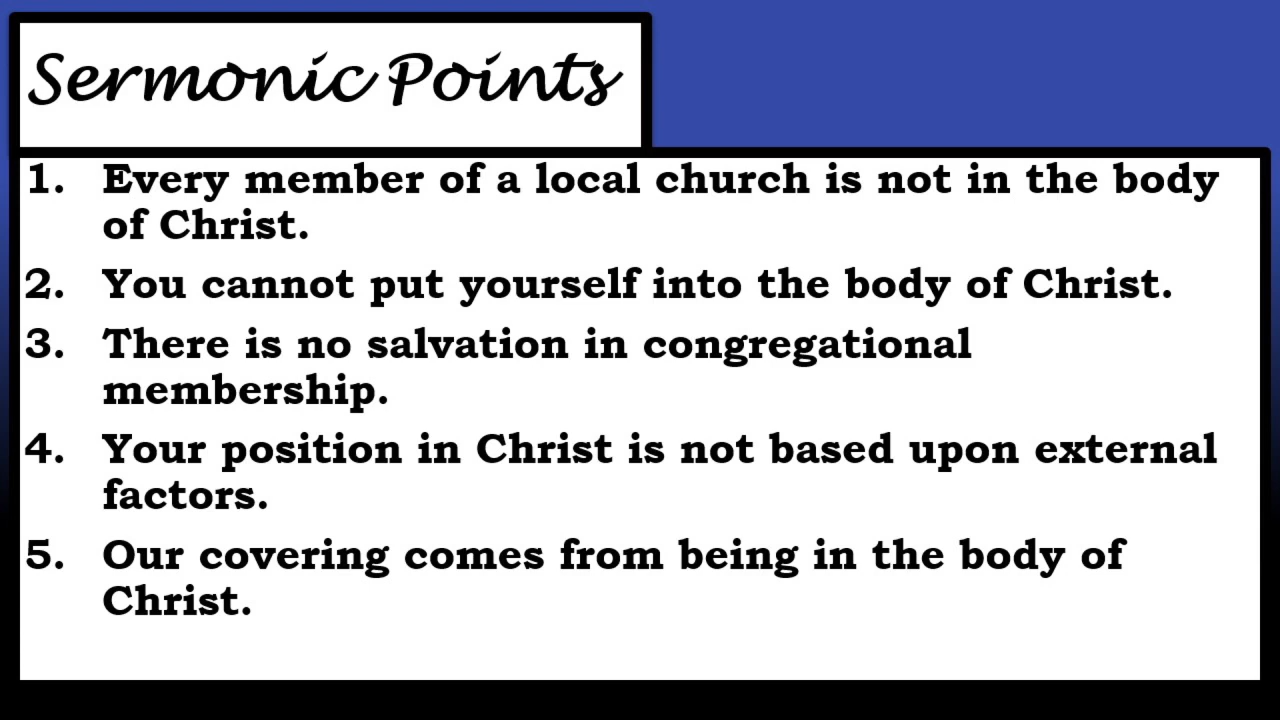 Sermonic Points
1. Every member of a local church is not in the body
of Christ.
2. You cannot put yourself into the body of Christ.
3. There is no salvation in congregational
membership.
4. Your position in Christ is not based upon external
factors.
5. Our covering comes from being in the body of
Christ.